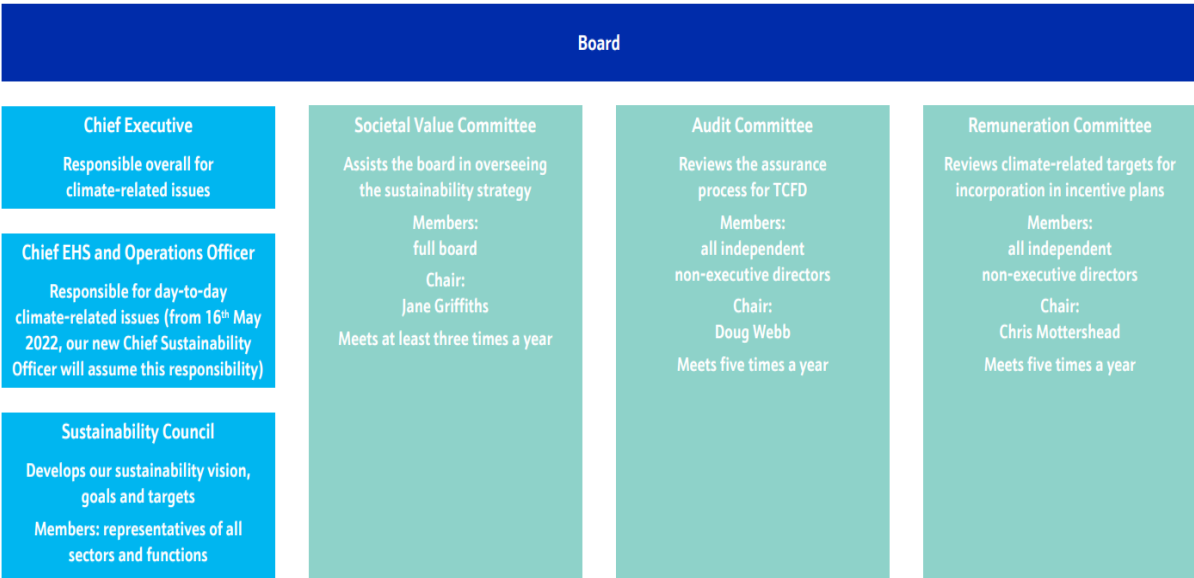 Board
Chief Executive
Responsible overall for
climate-related issues
Chief EHS and Operations Officer
Responsible for day-to-day
climate-related issues (from 16th May
2022, our new Chief Sustainability
Officer will assume this responsibility)
Sustainability Council
Develops our sustainability vision,
goals and targets
Members: representatives of all
sectors and functions
Societal Value Committee
Assists the board in overseeing
the sustainability strategy
Members:
full board
Chair:
Jane Griffiths
Meets at least three times a year
Audit Committee
Reviews the assurance
process for TCFD
Members:
all independent
non-executive directors
Chair:
Doug Webb
Meets five times a year
Remuneration Committee
Reviews climate-related targets for
incorporation in incentive plans
Members:
all independent
non-executive directors
Chair:
Chris Mottershead
Meets five times a year